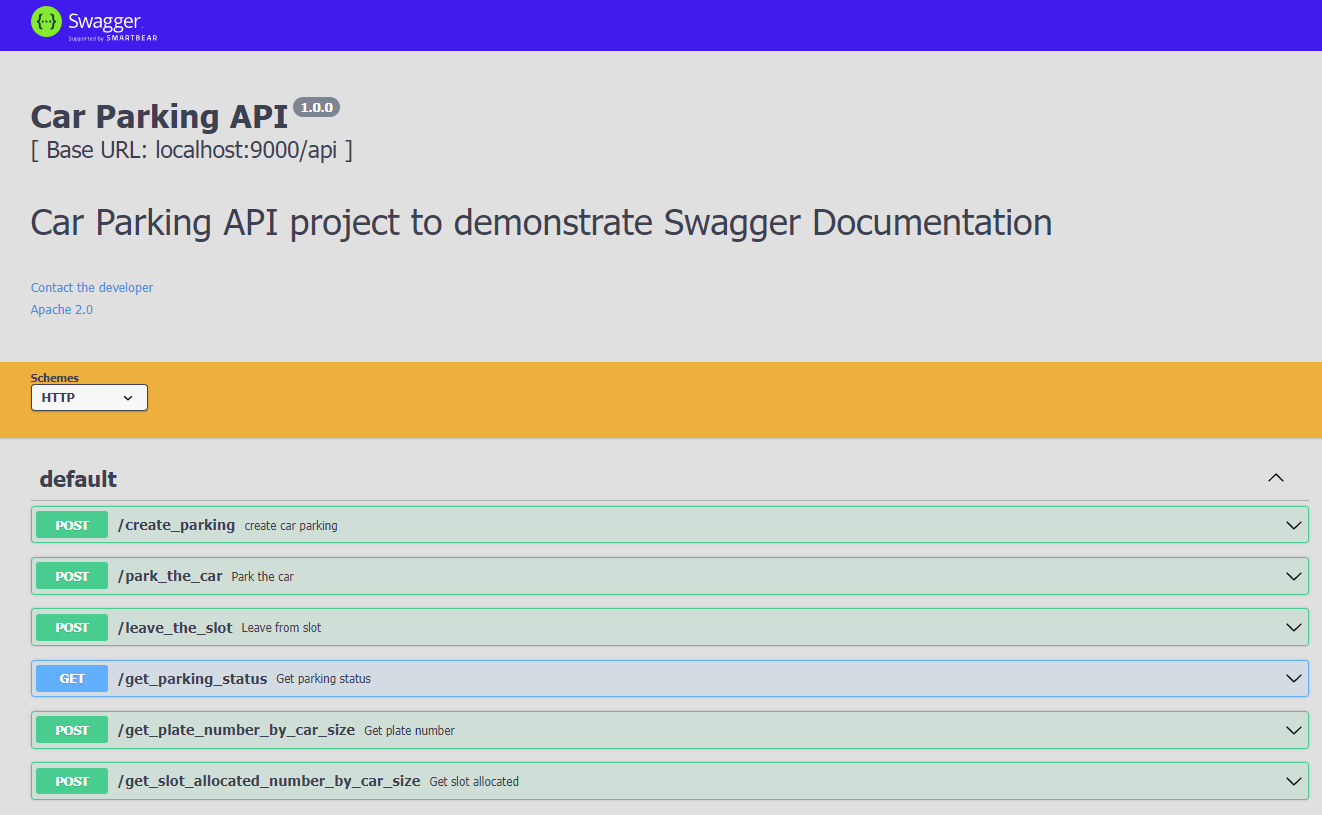 {···} Swagger
Supported by SMARTBEAR
Car Parking API 1.0.0
[ Base URL: localhost:9000/api ]
Car Parking API project to demonstrate Swagger Documentation
Contact the developer
Apache 2.0
Schemes
HTTP
default
POST /create_parking create car parking
POST /park_the_car Park the car
POST /leave_the_slot Leave from slot
GET /get_parking_status Get parking status
POST /get_plate_number_by_car_size Get plate number
POST /get_slot_allocated_number_by_car_size Get slot allocated